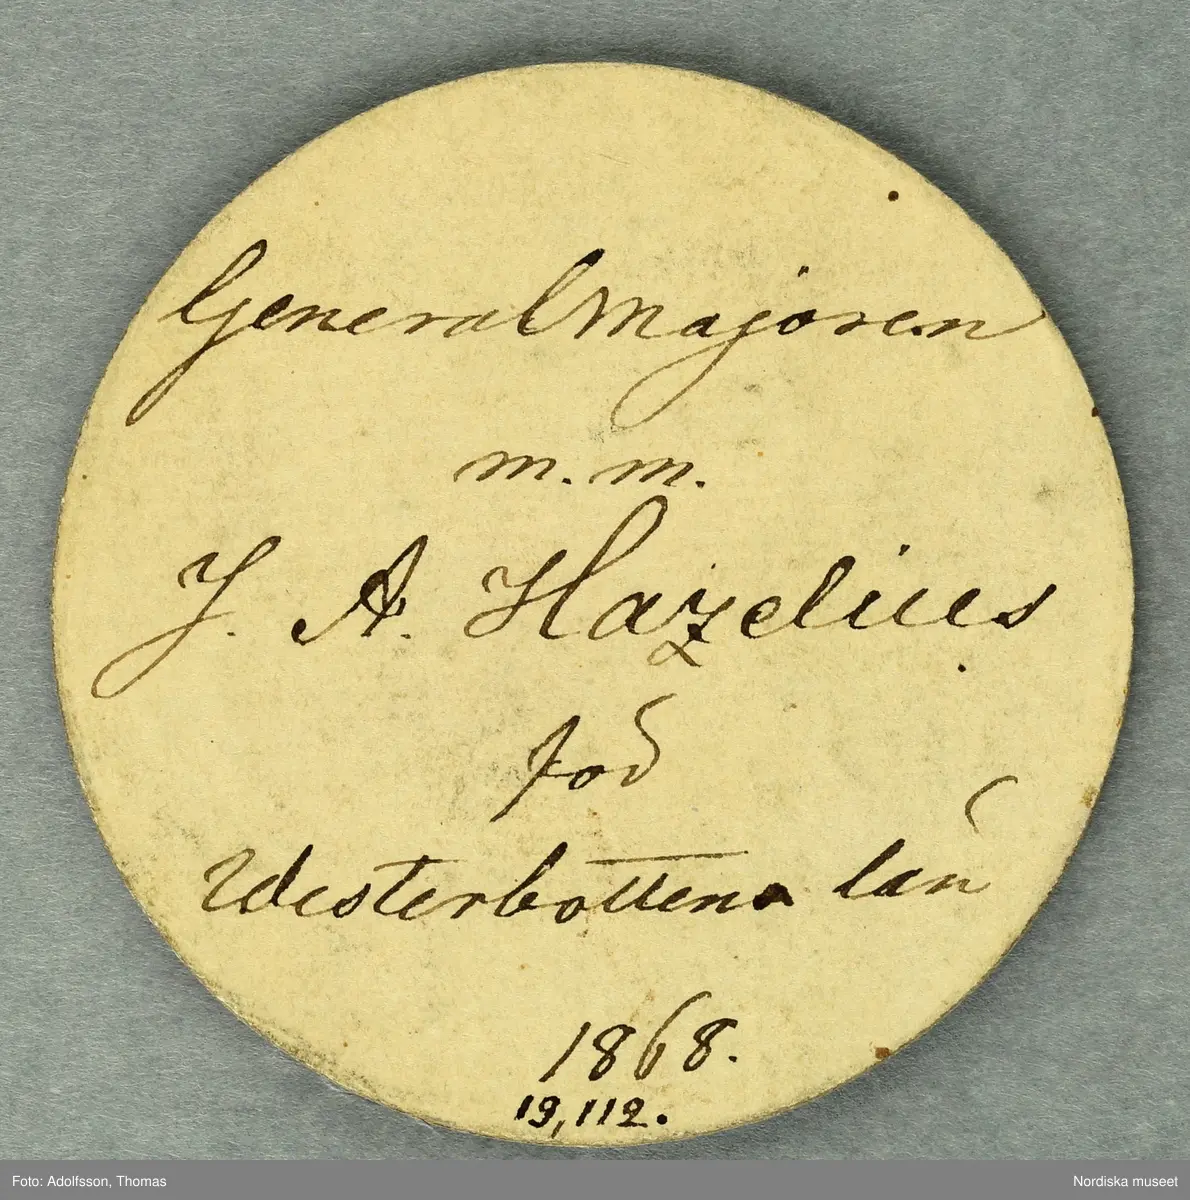 GeneralMajoren
m. m.
J. A. Hazelius
för
Westerbottens län
1868.
19,112.
Foto: Adolfsson, Thomas
Nordiska museet